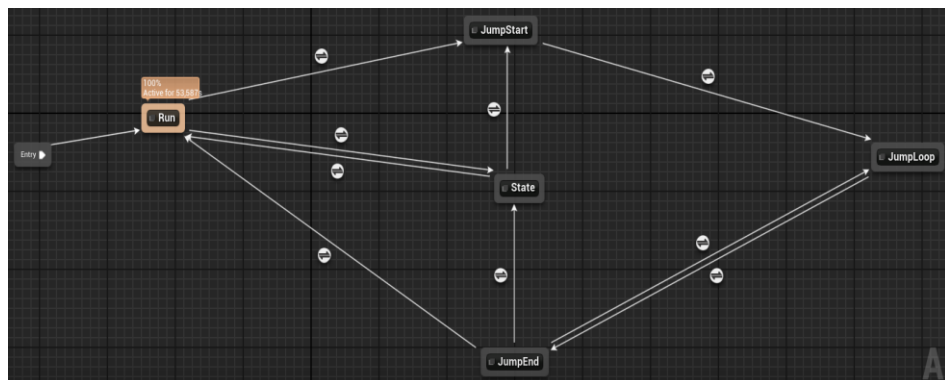 JumpStart
100%
Active for 53,587s
Run
Entry
JumpLoop
State
JumpEnd
A